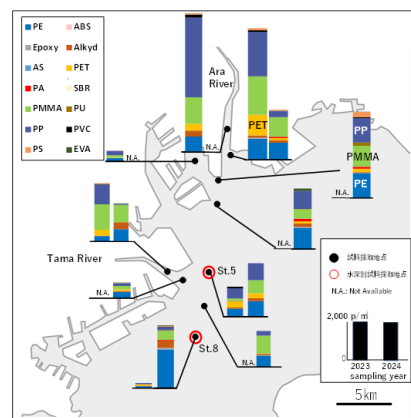 PE
ABS
Epoxy
Alkyd
AS
PET
PA
SBR
PMMA
PU
PP
PVC
PS
EVA
Ara
River
N.A.
N.A.
PET
PP
PMMA
PE
N.A.
N.A.
Tama River
St.5
N.A.
N.A.
St.8
試料採取地点
水深別試料採取地点
N.A.: Not Available
2,000 p/㎥
0
2023 2024
sampling year
5km